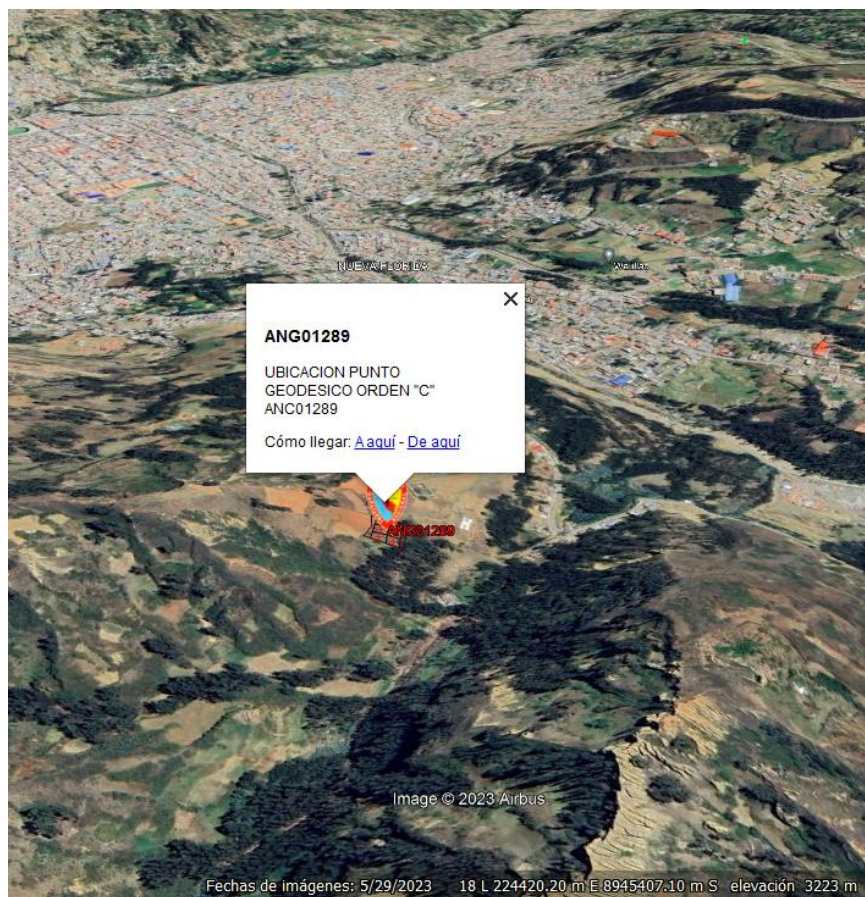 NUEVA FLORIDA
ANG01289
UBICACION PUNTO
GEODESICO ORDEN "C"
ANC01289
Cómo llegar: A aquí - De aquí
ANG01289
Image © 2023 Airbus
Fechas de imágenes: 5/29/2023 18 L 224420.20 m E 8945407.10 m S elevación 3223 m